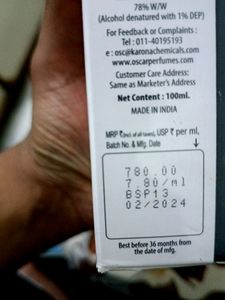 78% W/W
(Alcohol denatured with 1% DEP)
For Feedback or Complaints :
Tel : 011-40195193
e : osc@karonachemicals.com
www.oscarperfumes.com
Customer Care Address:
Same as Marketer's Address
Net Content : 100ml.
MADE IN INDIA
MRP ₹(incl. of all taxes), USP ₹ per ml,
Batch No. & Mfg. Date
780.00
7.80/ml
BSP13
02/2024
Best before 36 months from
the date of mfg.